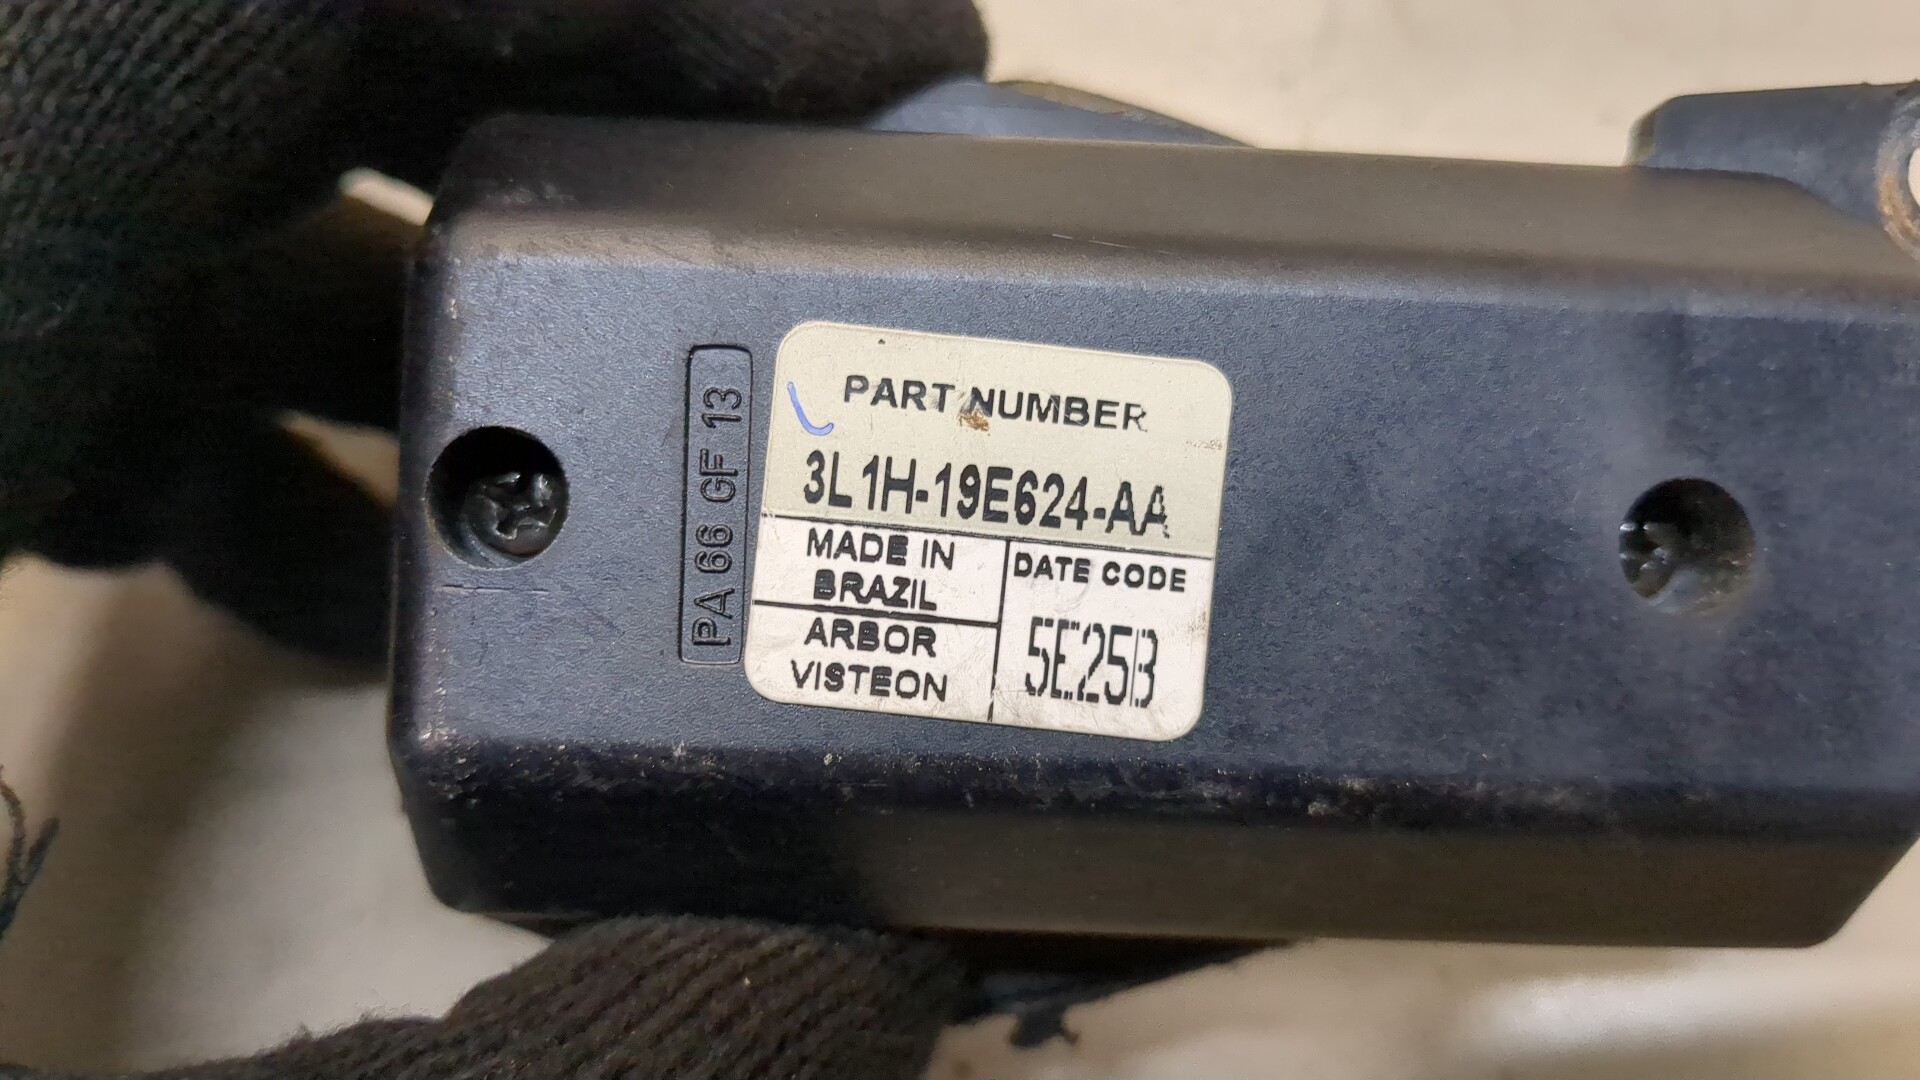 PA 66 GF 13
PART NUMBER
3L1H-19E624-AA
MADE IN
BRAZIL
DATE CODE
ARBOR
VISTEON
5E25B